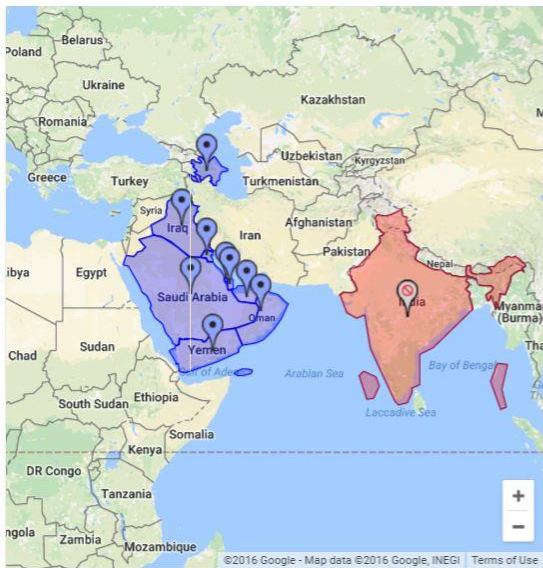 Poland
Belarus
Ukraine
Kazakhstan
Romania
Uzbekistan
Kyrgyzstan
Greece
Turkey
Turkmenistan
Syria
Iraq
Iran
Afghanistan
Pakistan
Nepal
ibya
Egypt
Saudi Arabia
Oman
India
Myanmar
(Burma)
Chad
Sudan
Yemen
Gulf of Aden
Arabian Sea
Bay of Bengal
Tha
South Sudan
Ethiopia
Laccadive Sea
Somalia
Kenya
DR Congo
Tanzania
ngola
Zambia
Mozambique
+
−
©2016 Google - Map data ©2016 Google, INEGI
Terms of Use